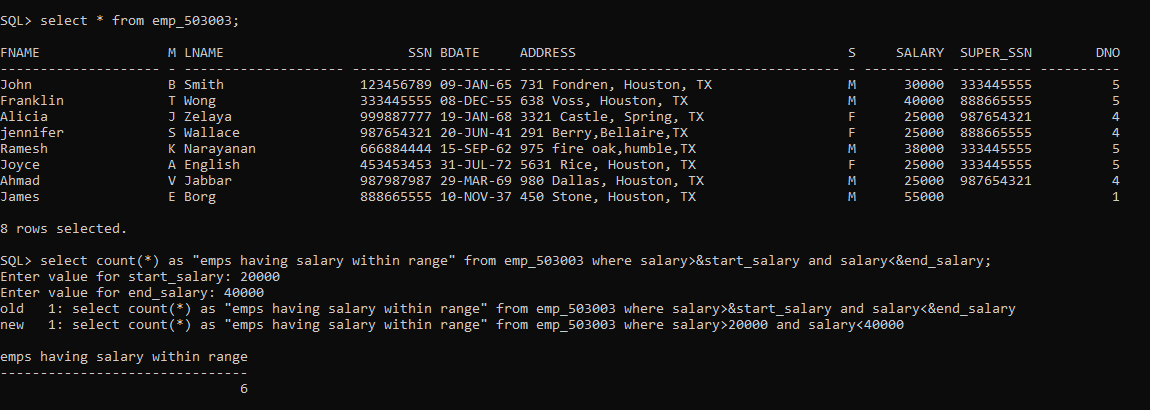 SQL> select * from emp_503003;
FNAME M LNAME SSN BDATE ADDRESS S SALARY SUPER_SSN DNO
-------------------- - -------------------- ---------- --------- ---------------------------------------- - ---------- ---------- ----------
John B Smith 123456789 09-JAN-65 731 Fondren, Houston, TX M 30000 333445555 5
Franklin T Wong 333445555 08-DEC-55 638 Voss, Houston, TX M 40000 888665555 5
Alicia J Zelaya 999887777 19-JAN-68 3321 Castle, Spring, TX F 25000 987654321 4
jennifer S Wallace 987654321 20-JUN-41 291 Berry,Bellaire,TX F 25000 888665555 4
Ramesh K Narayanan 666884444 15-SEP-62 975 fire oak,humble,TX M 38000 333445555 5
Joyce A English 453453453 31-JUL-72 5631 Rice, Houston, TX F 25000 333445555 5
Ahmad V Jabbar 987987987 29-MAR-69 980 Dallas, Houston, TX M 25000 987654321 4
James E Borg 888665555 10-NOV-37 450 Stone, Houston, TX M 55000 1
8 rows selected.
SQL> select count(*) as "emps having salary within range" from emp_503003 where salary>&start_salary and salary<&end_salary;
Enter value for start_salary: 20000
Enter value for end_salary: 40000
old 1: select count(*) as "emps having salary within range" from emp_503003 where salary>&start_salary and salary<&end_salary
new 1: select count(*) as "emps having salary within range" from emp_503003 where salary>20000 and salary<40000
emps having salary within range
-------------------------------
6